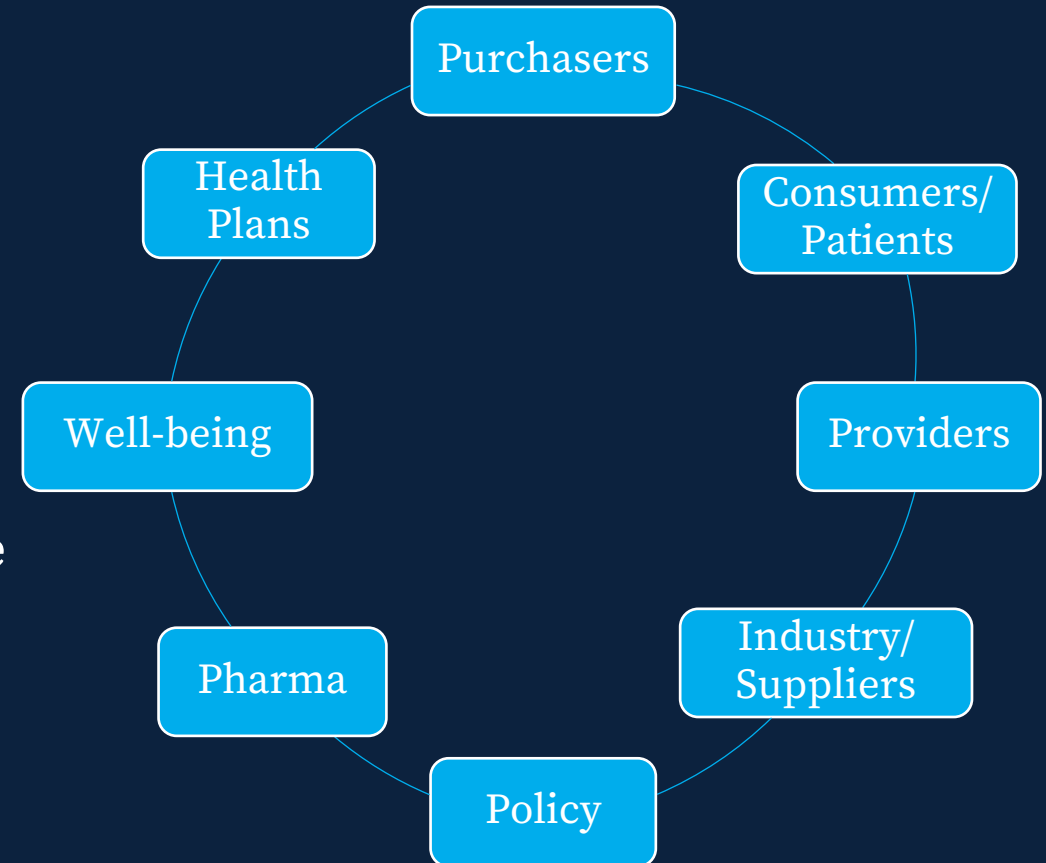 Purchasers
Health
Plans
Consumers/
Patients
Well-being
Providers
e
Industry/
Suppliers
Pharma
Policy